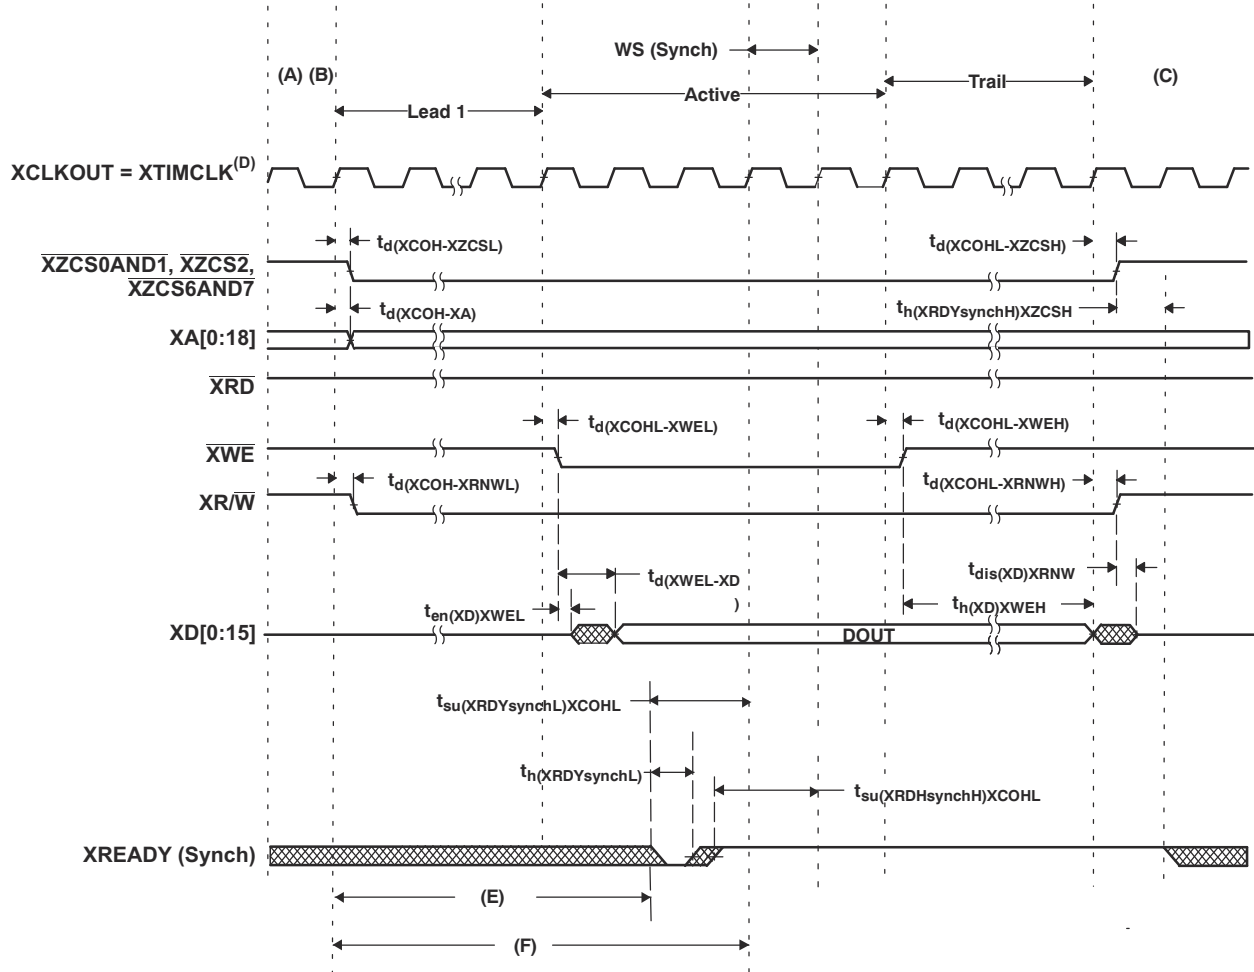 WS (Synch)
(A) (B)
Trail
(C)
Active
Lead 1
XCLKOUT = XTIMCLK(D)
td(XCOH-XZCSL)
td(XCOHL-XZCSH)
XZCS0AND1, XZCS2,
XZCS6AND7
td(XCOH-XA)
th(XRDYsynchH)XZCSH
XA[0:18]
XRD
td(XCOHL-XWEL)
td(XCOHL-XWEH)
XWE
td(XCOH-XRNWL)
td(XCOHL-XRNWH)
XR/W
td(XWEL-XD
)
tdis(XD)XRNW
ten(XD)XWEL
th(XD)XWEH
XD[0:15]
DOUT
tsu(XRDYsynchL)XCOHL
th(XRDYsynchL)
tsu(XRDHsynchH)XCOHL
XREADY (Synch)
(E)
(F)